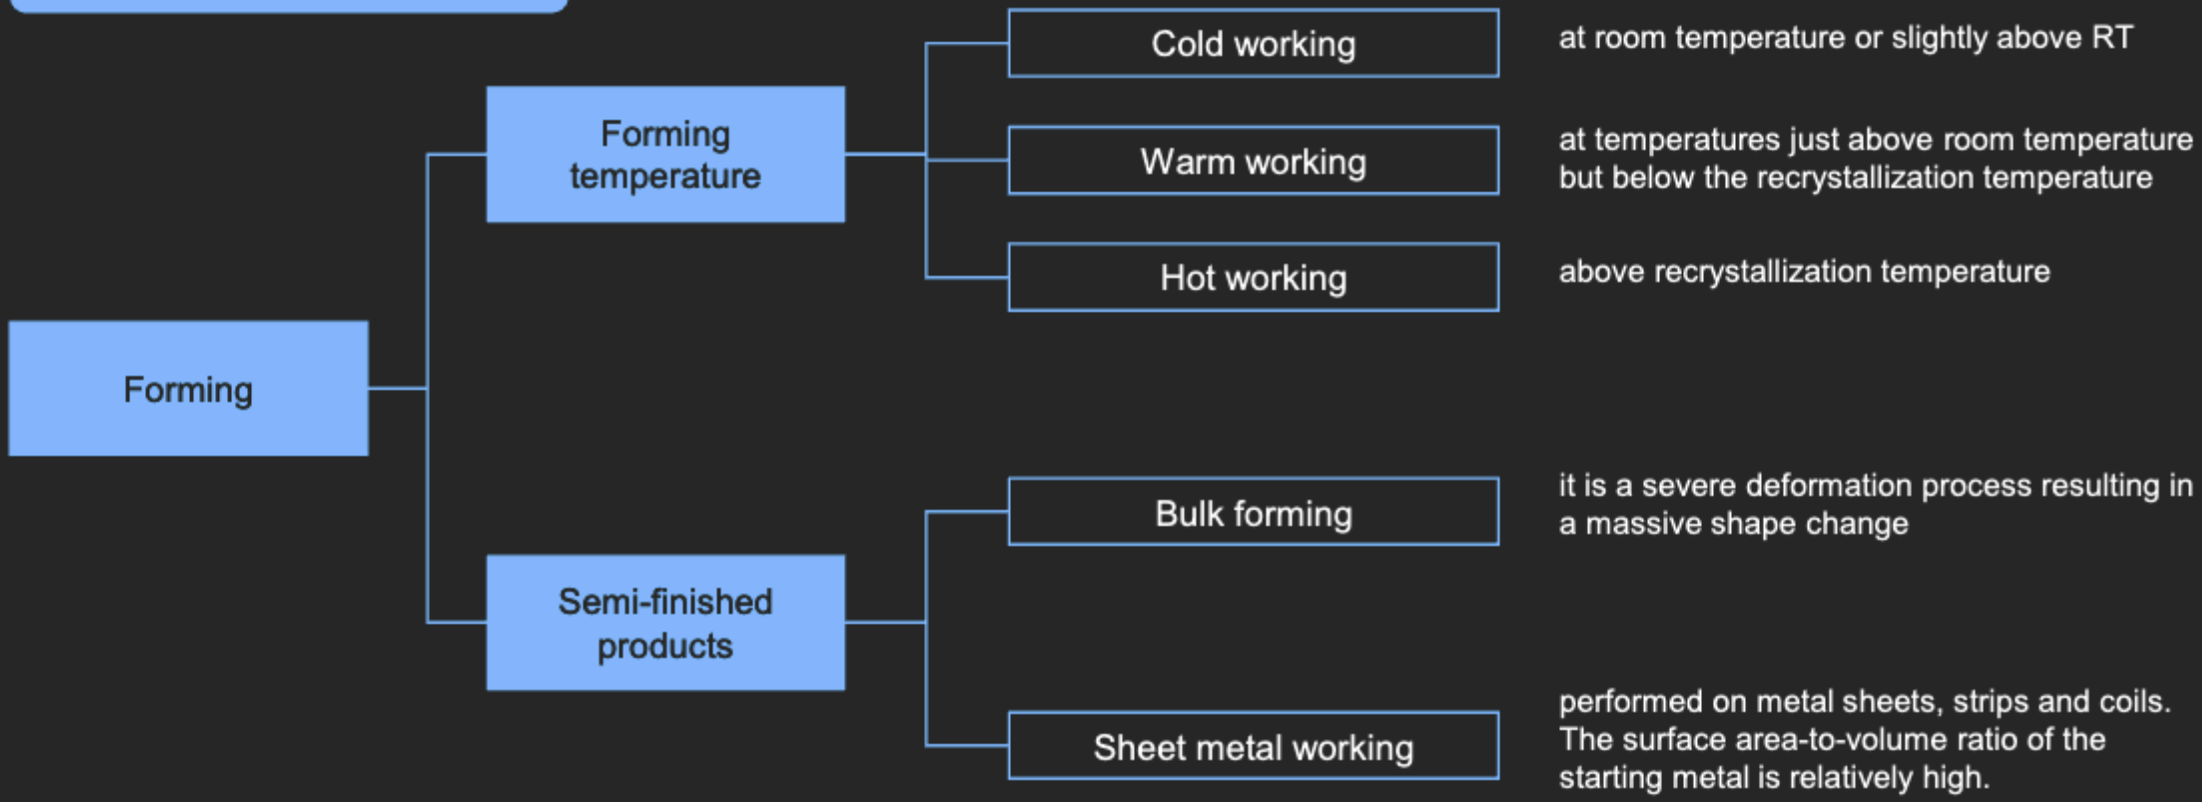 Cold working
at room temperature or slightly above RT
Forming
temperature
Warm working
at temperatures just above room temperature
but below the recrystallization temperature
Hot working
above recrystallization temperature
Forming
Bulk forming
it is a severe deformation process resulting in
a massive shape change
Semi-finished
products
Sheet metal working
performed on metal sheets, strips and coils.
The surface area-to-volume ratio of the
starting metal is relatively high.